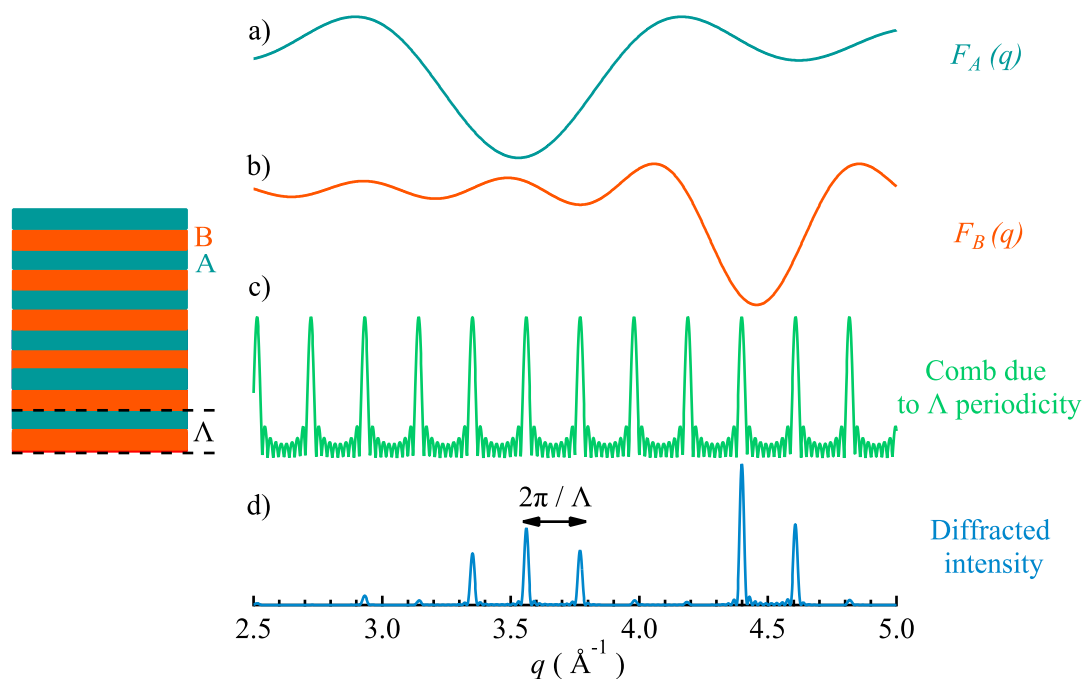 a)
F_A (q)
b)
F_B (q)
B
A
Λ
c)
Comb due
to Λ periodicity
d)
2π / Λ
Diffracted
intensity
2.5 3.0 3.5 4.0 4.5 5.0
q ( Å⁻¹ )